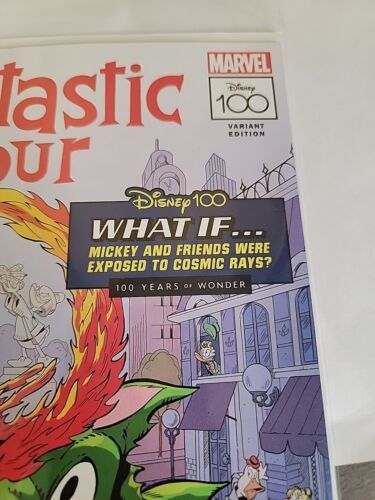 MARVEL
tastic
our
Disney
100
VARIANT
EDITION
Disney 100
WHAT IF...
MICKEY AND FRIENDS WERE
EXPOSED TO COSMIC RAYS?
100 YEARS OF WONDER